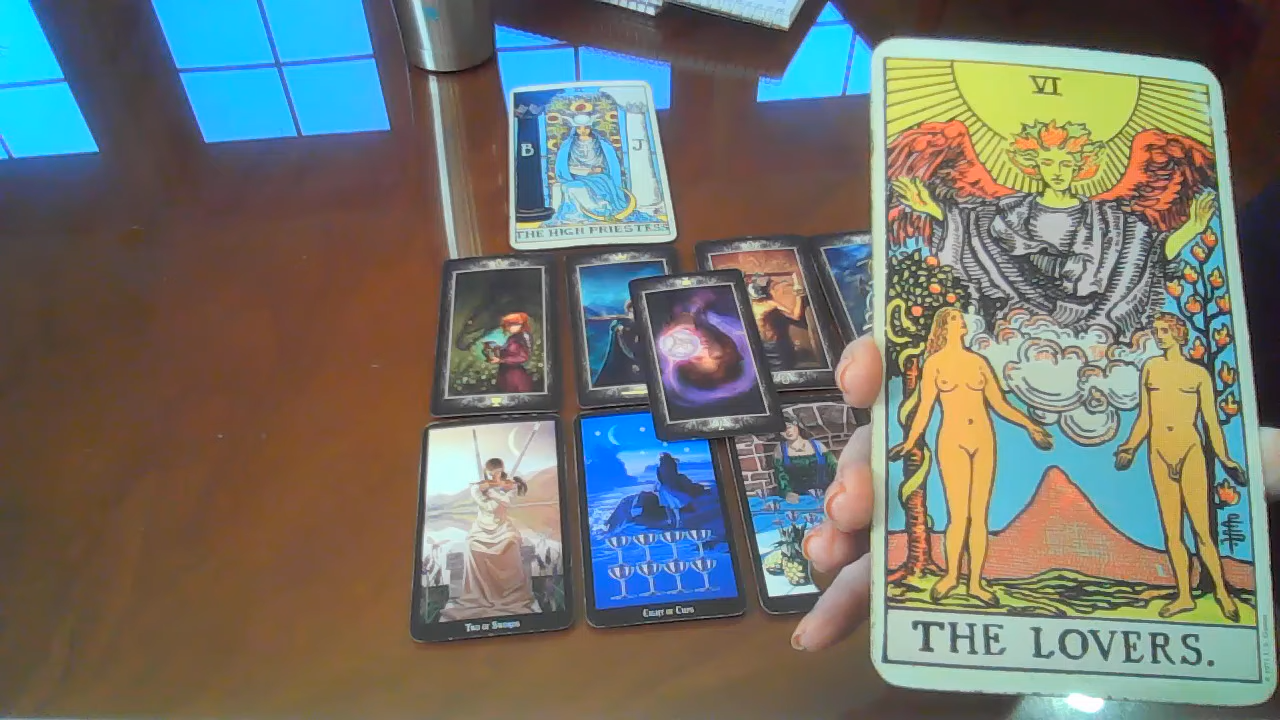 VI
THE LOVERS.
B
J
THE HIGH PRIESTESS
TWO OF SWORDS
EIGHT OF CUPS